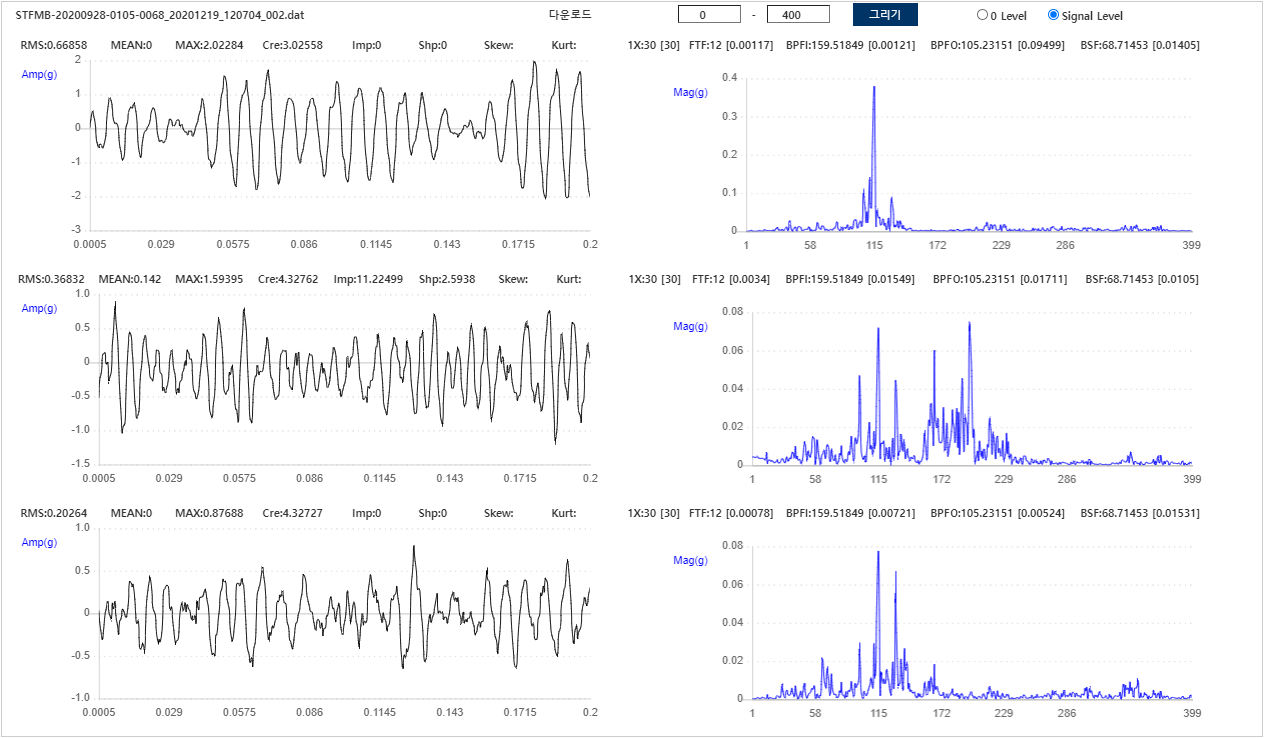 STFMB-20200928-0105-0068_20201219_120704_002.dat 다운로드 0 - 400 그리기 0 Level Signal Level
RMS:0.66858 MEAN:0 MAX:2.02284 Cre:3.02558 Imp:0 Shp:0 Skew: Kurt:
Amp(g)
2
1
0
-1
-2
-3
0.0005 0.029 0.0575 0.086 0.1145 0.143 0.1715 0.2
1X:30 [30] FTF:12 [0.00117] BPFI:159.51849 [0.00121] BPFO:105.23151 [0.09499] BSF:68.71453 [0.01405]
Mag(g)
0.4
0.3
0.2
0.1
0
1 58 115 172 229 286 399
RMS:0.36832 MEAN:0.142 MAX:1.59395 Cre:4.32762 Imp:11.22499 Shp:2.5938 Skew: Kurt:
Amp(g)
1.0
0.5
0
-0.5
-1.0
-1.5
0.0005 0.029 0.0575 0.086 0.1145 0.143 0.1715 0.2
1X:30 [30] FTF:12 [0.0034] BPFI:159.51849 [0.01549] BPFO:105.23151 [0.01711] BSF:68.71453 [0.0105]
Mag(g)
0.08
0.06
0.04
0.02
0
1 58 115 172 229 286 399
RMS:0.20264 MEAN:0 MAX:0.87688 Cre:4.32727 Imp:0 Shp:0 Skew: Kurt:
Amp(g)
1.0
0.5
0
-0.5
-1.0
0.0005 0.029 0.0575 0.086 0.1145 0.143 0.1715 0.2
1X:30 [30] FTF:12 [0.00078] BPFI:159.51849 [0.00721] BPFO:105.23151 [0.00524] BSF:68.71453 [0.01531]
Mag(g)
0.08
0.06
0.04
0.02
0
1 58 115 172 229 286 399